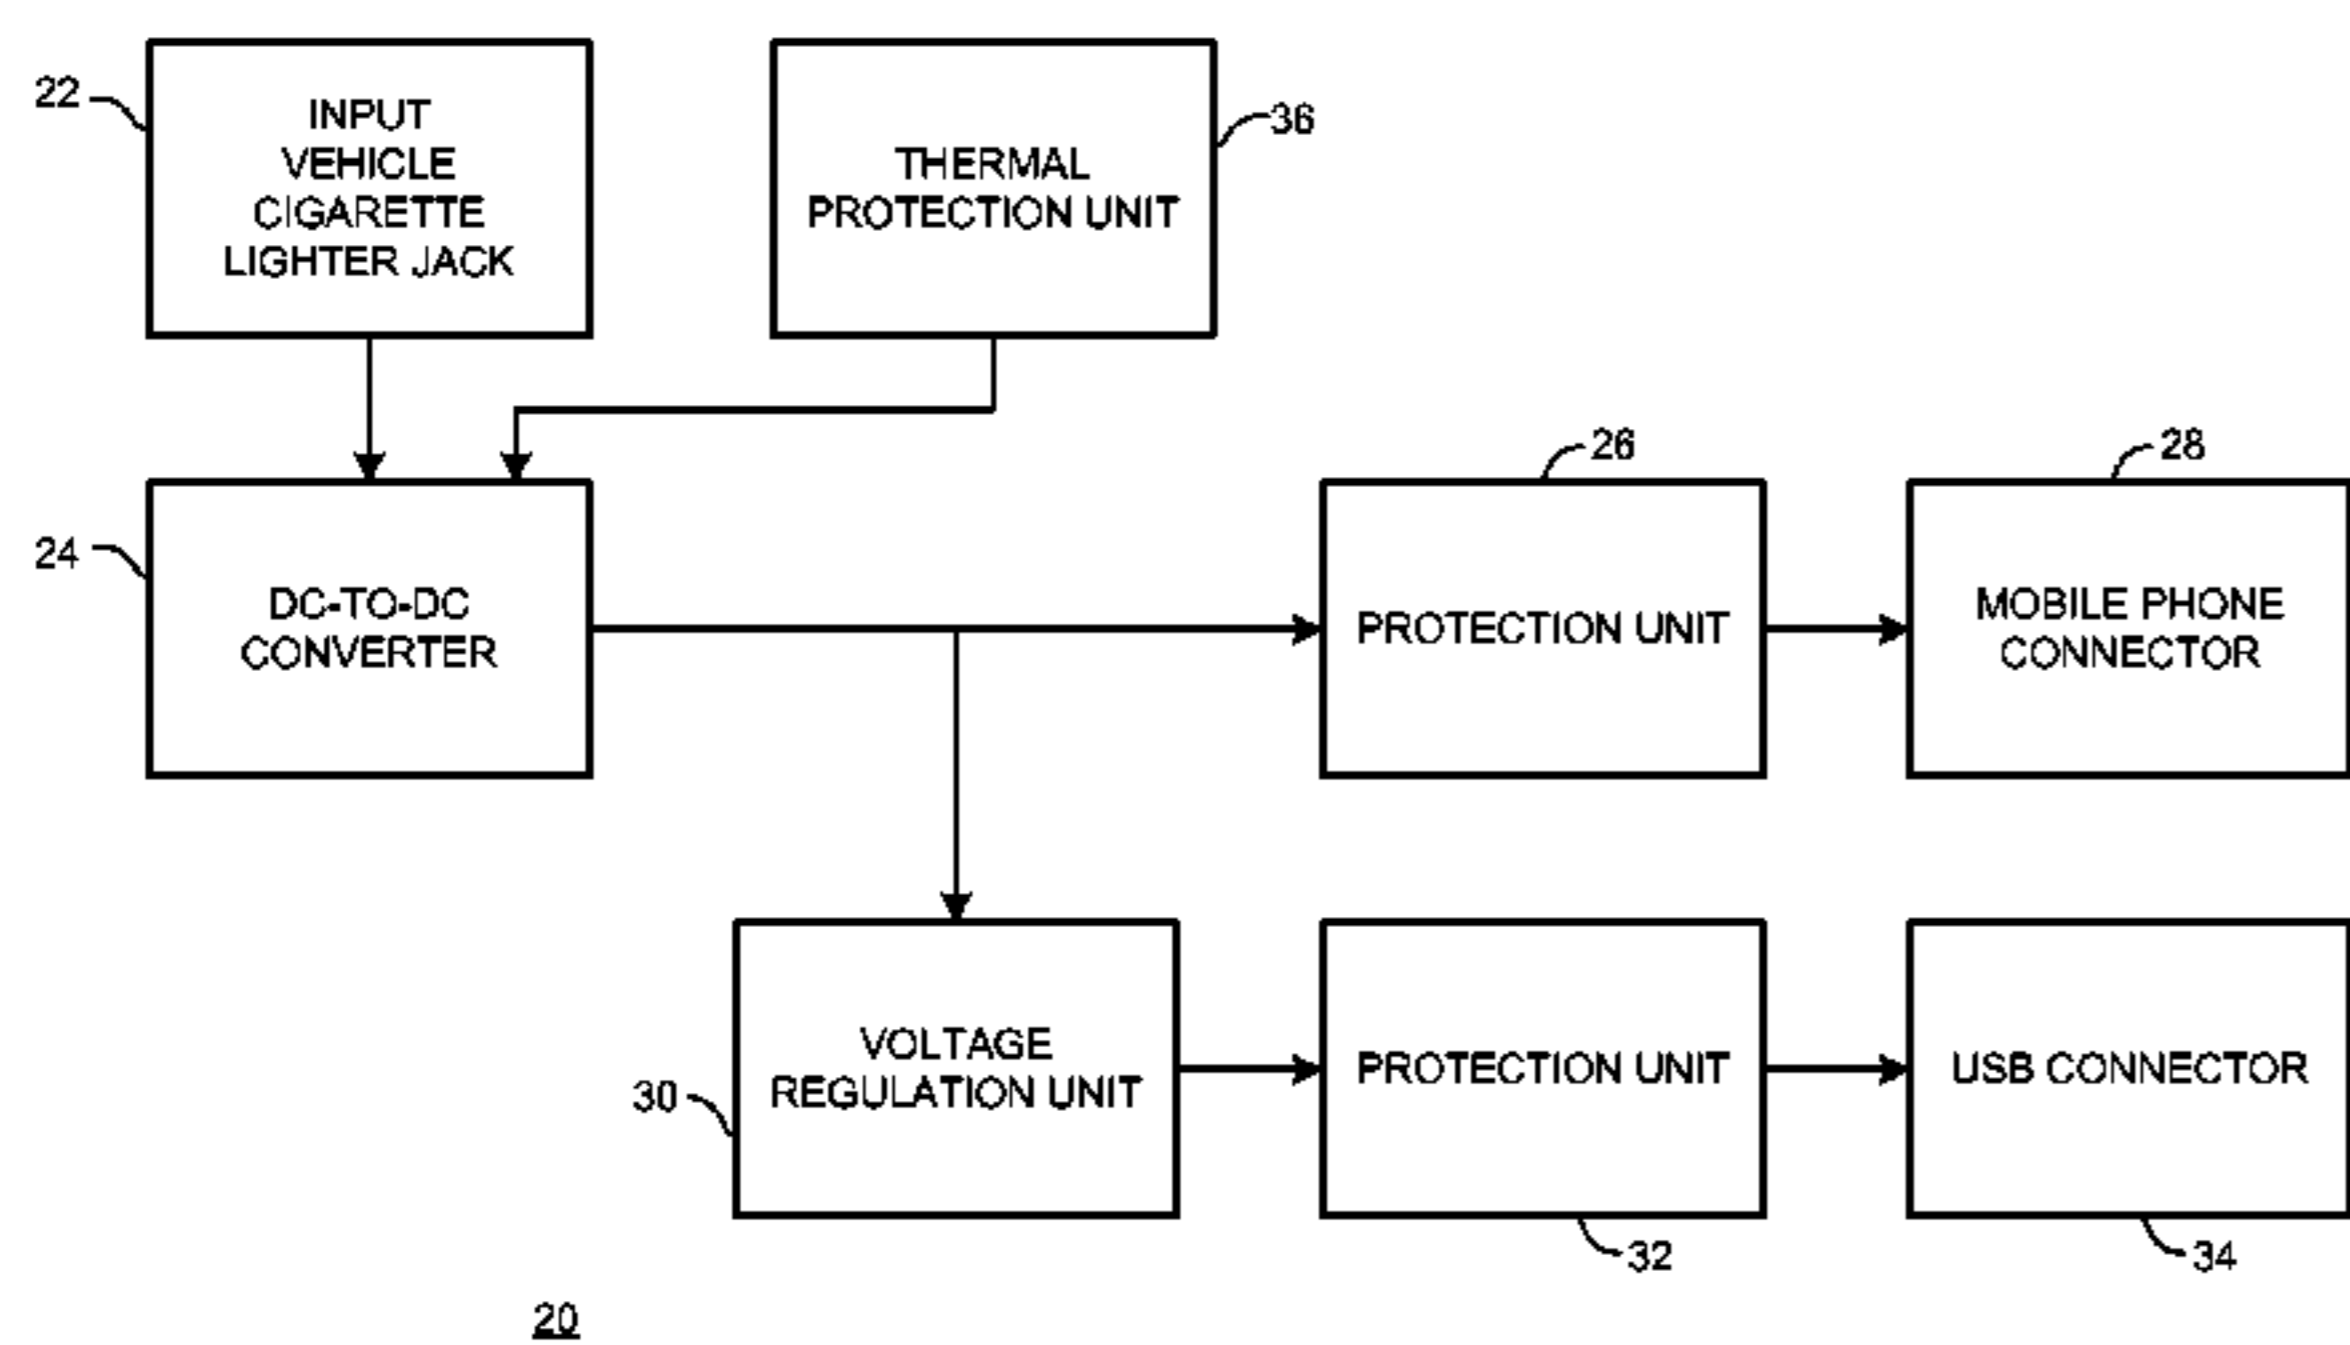 22
INPUT
VEHICLE
CIGARETTE
LIGHTER JACK
THERMAL
PROTECTION UNIT
36
24
DC-TO-DC
CONVERTER
26
PROTECTION UNIT
28
MOBILE PHONE
CONNECTOR
30
VOLTAGE
REGULATION UNIT
PROTECTION UNIT
32
USB CONNECTOR
34
20